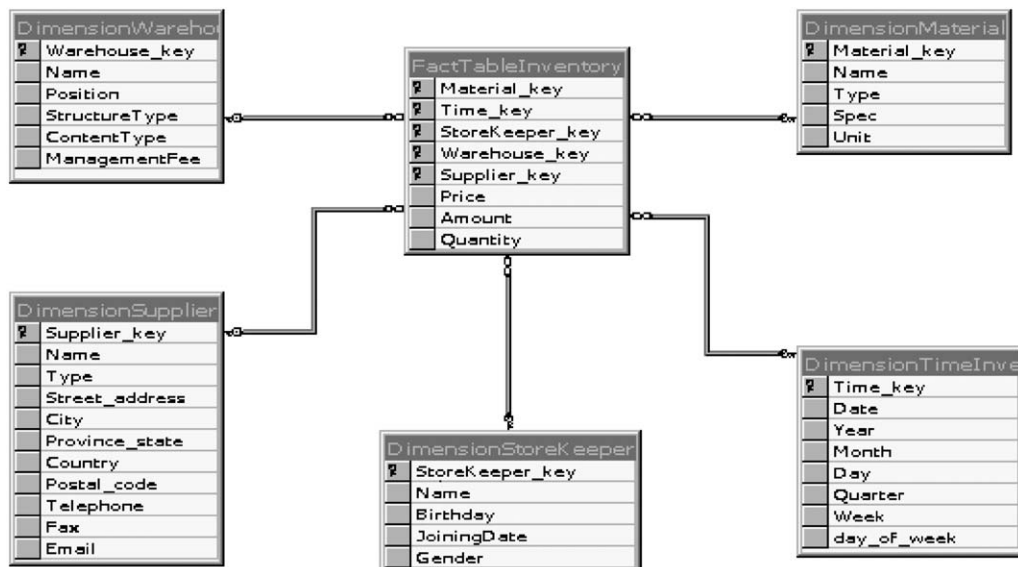 DimensionWarehou
Warehouse_key
Name
Position
StructureType
ContentType
ManagementFee
FactTableInventory
Material_key
Time_key
StoreKeeper_key
Warehouse_key
Supplier_key
Price
Amount
Quantity
DimensionMaterial
Material_key
Name
Type
Spec
Unit
DimensionSupplier
Supplier_key
Name
Type
Street_address
City
Province_state
Country
Postal_code
Telephone
Fax
Email
DimensionStoreKeeper
StoreKeeper_key
Name
Birthday
JoiningDate
Gender
DimensionTimeInve
Time_key
Date
Year
Month
Day
Quarter
Week
day_of_week